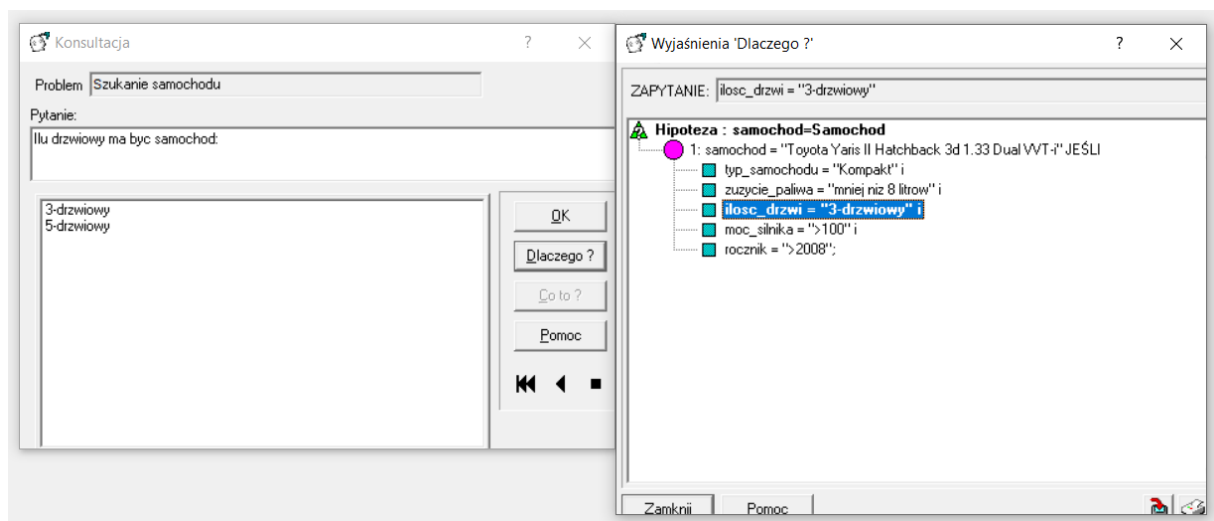 Konsultacja
Problem Szukanie samochodu
Pytanie:
Ilu drzwiowy ma byc samochod:
3-drzwiowy
5-drzwiowy
OK
Dlaczego ?
Co to ?
Pomoc
Wyjaśnienia 'Dlaczego ?'
ZAPYTANIE: ilosc_drzwi = "3-drzwiowy"
Hipoteza : samochod=Samochod
1: samochod = "Toyota Yaris II Hatchback 3d 1.33 Dual VVT-i" JEŚLI
typ_samochodu = "Kompakt" i
zuzycie_paliwa = "mniej niz 8 litrow" i
ilosc_drzwi = "3-drzwiowy" i
moc_silnika = ">100" i
rocznik = ">2008";
Zamknij
Pomoc